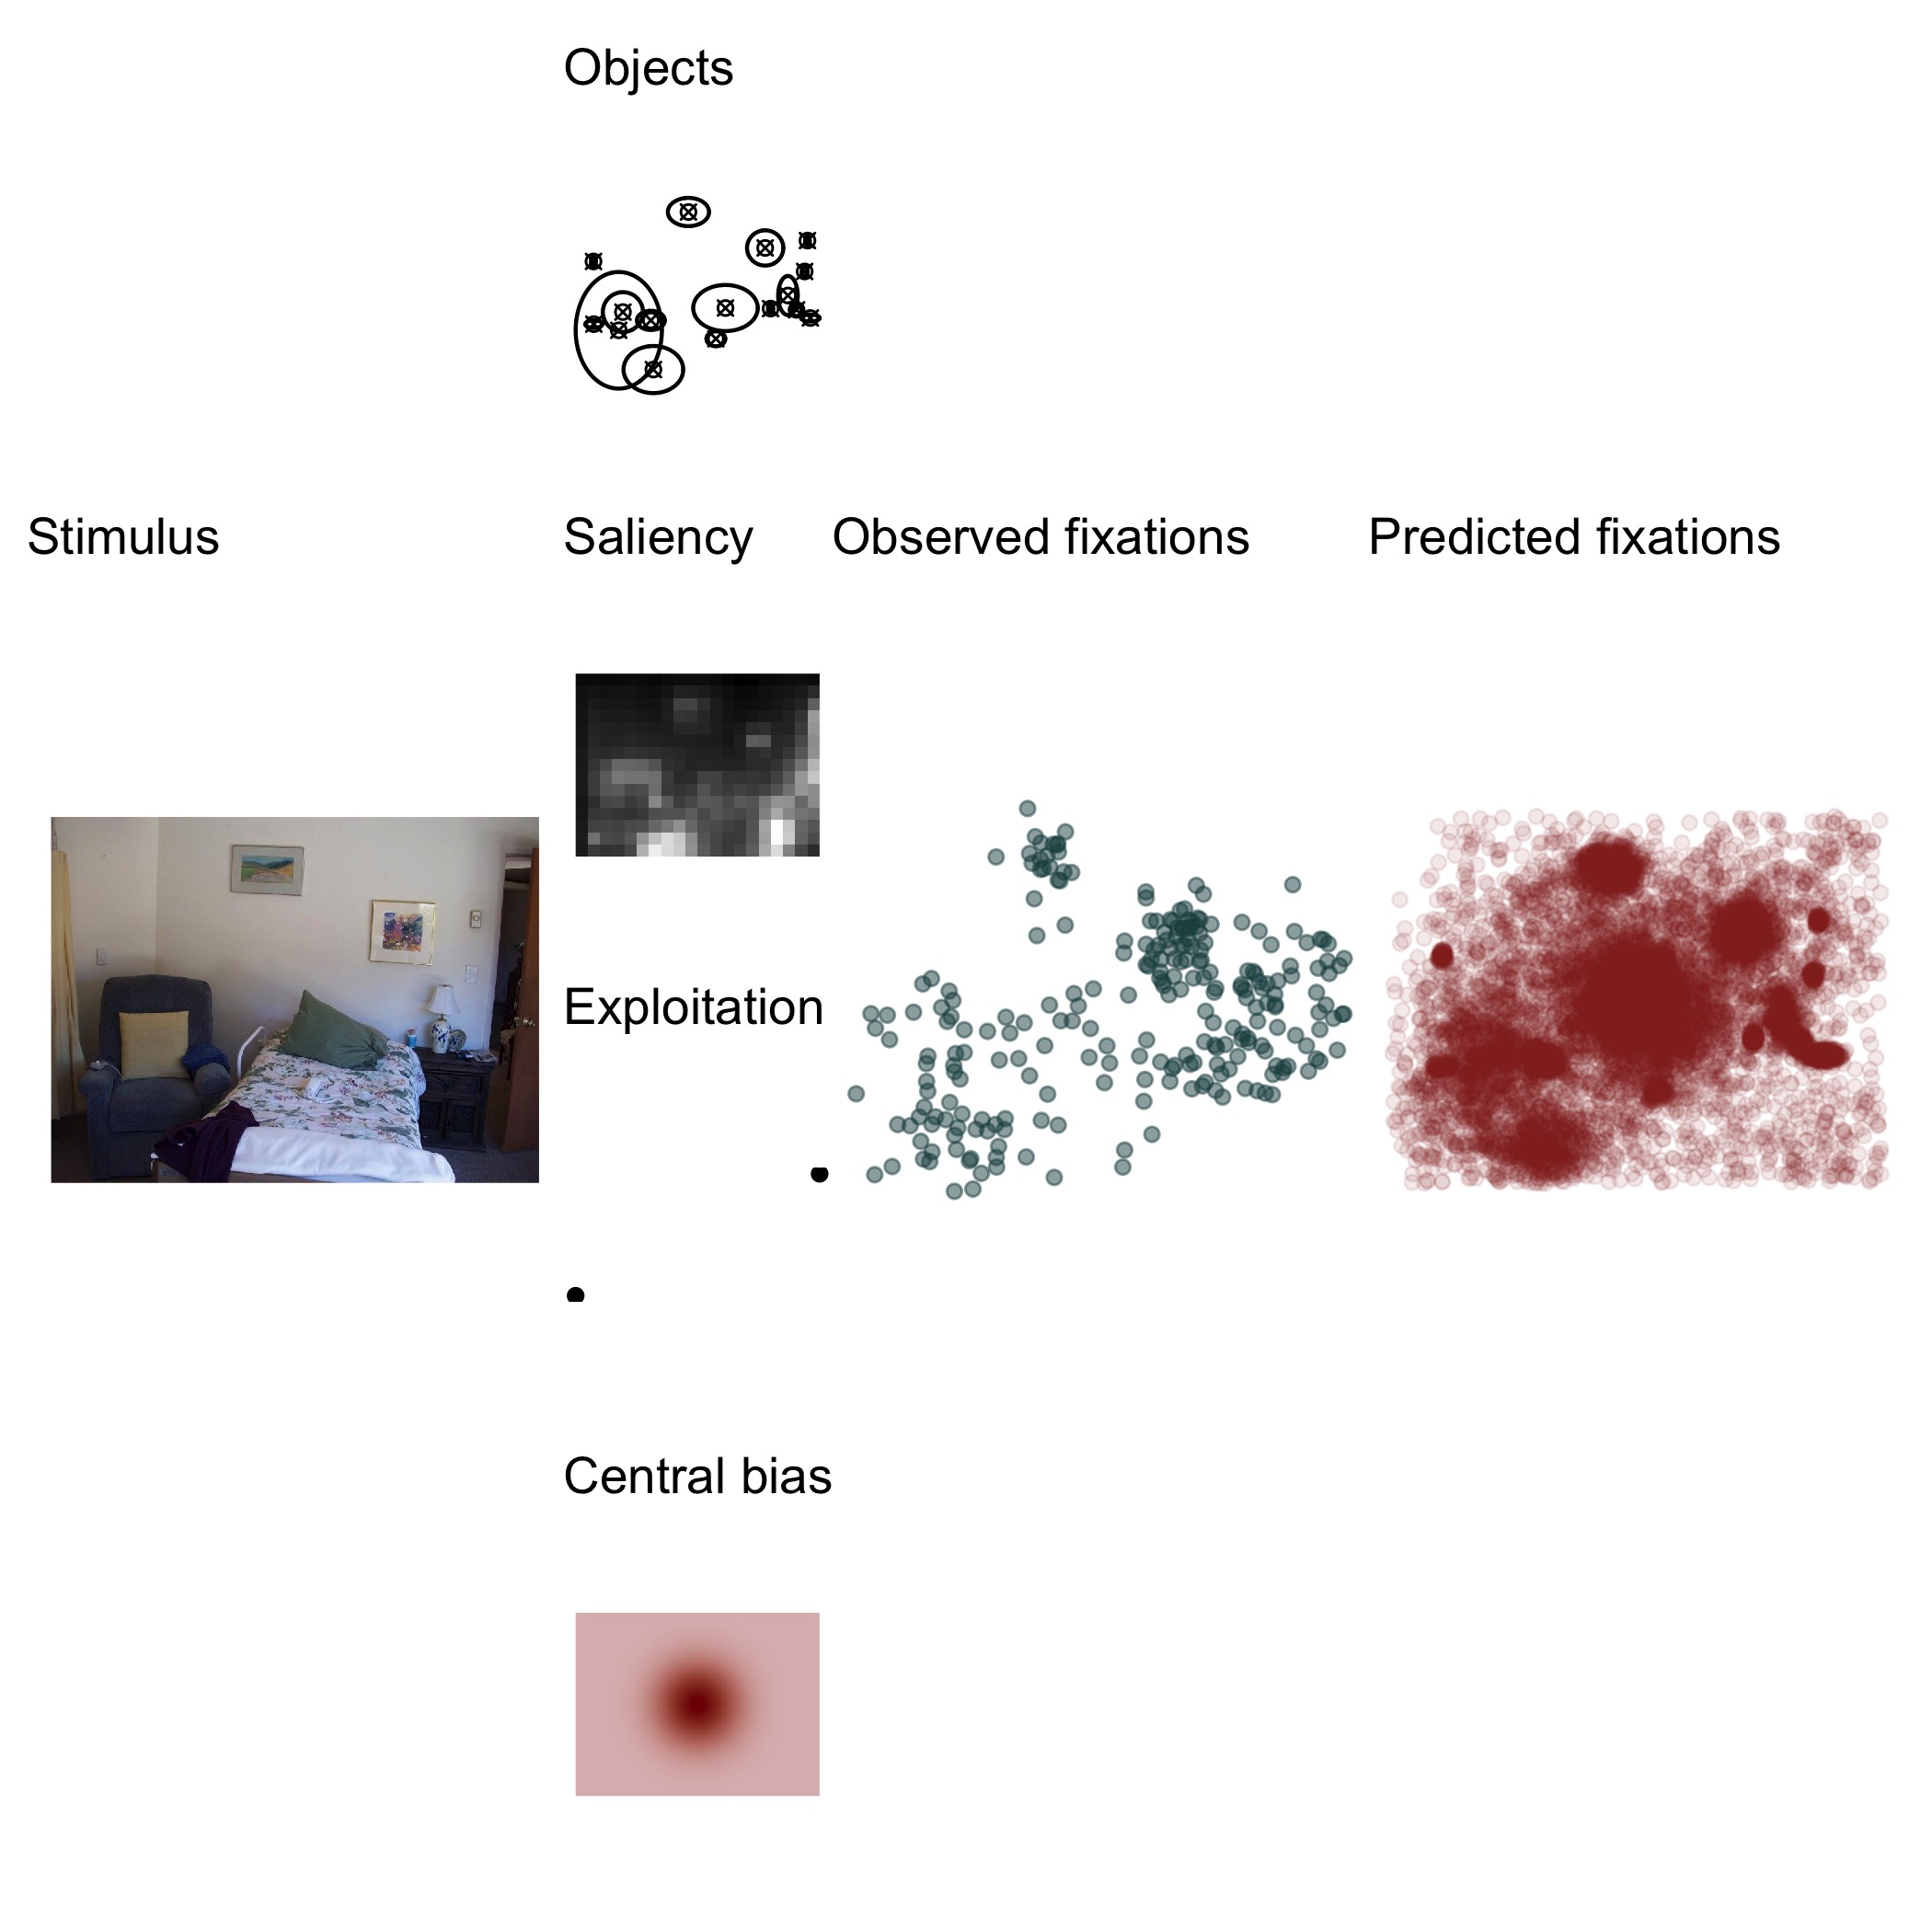 Objects
Stimulus
Saliency
Observed fixations
Predicted fixations
Exploitation
Central bias